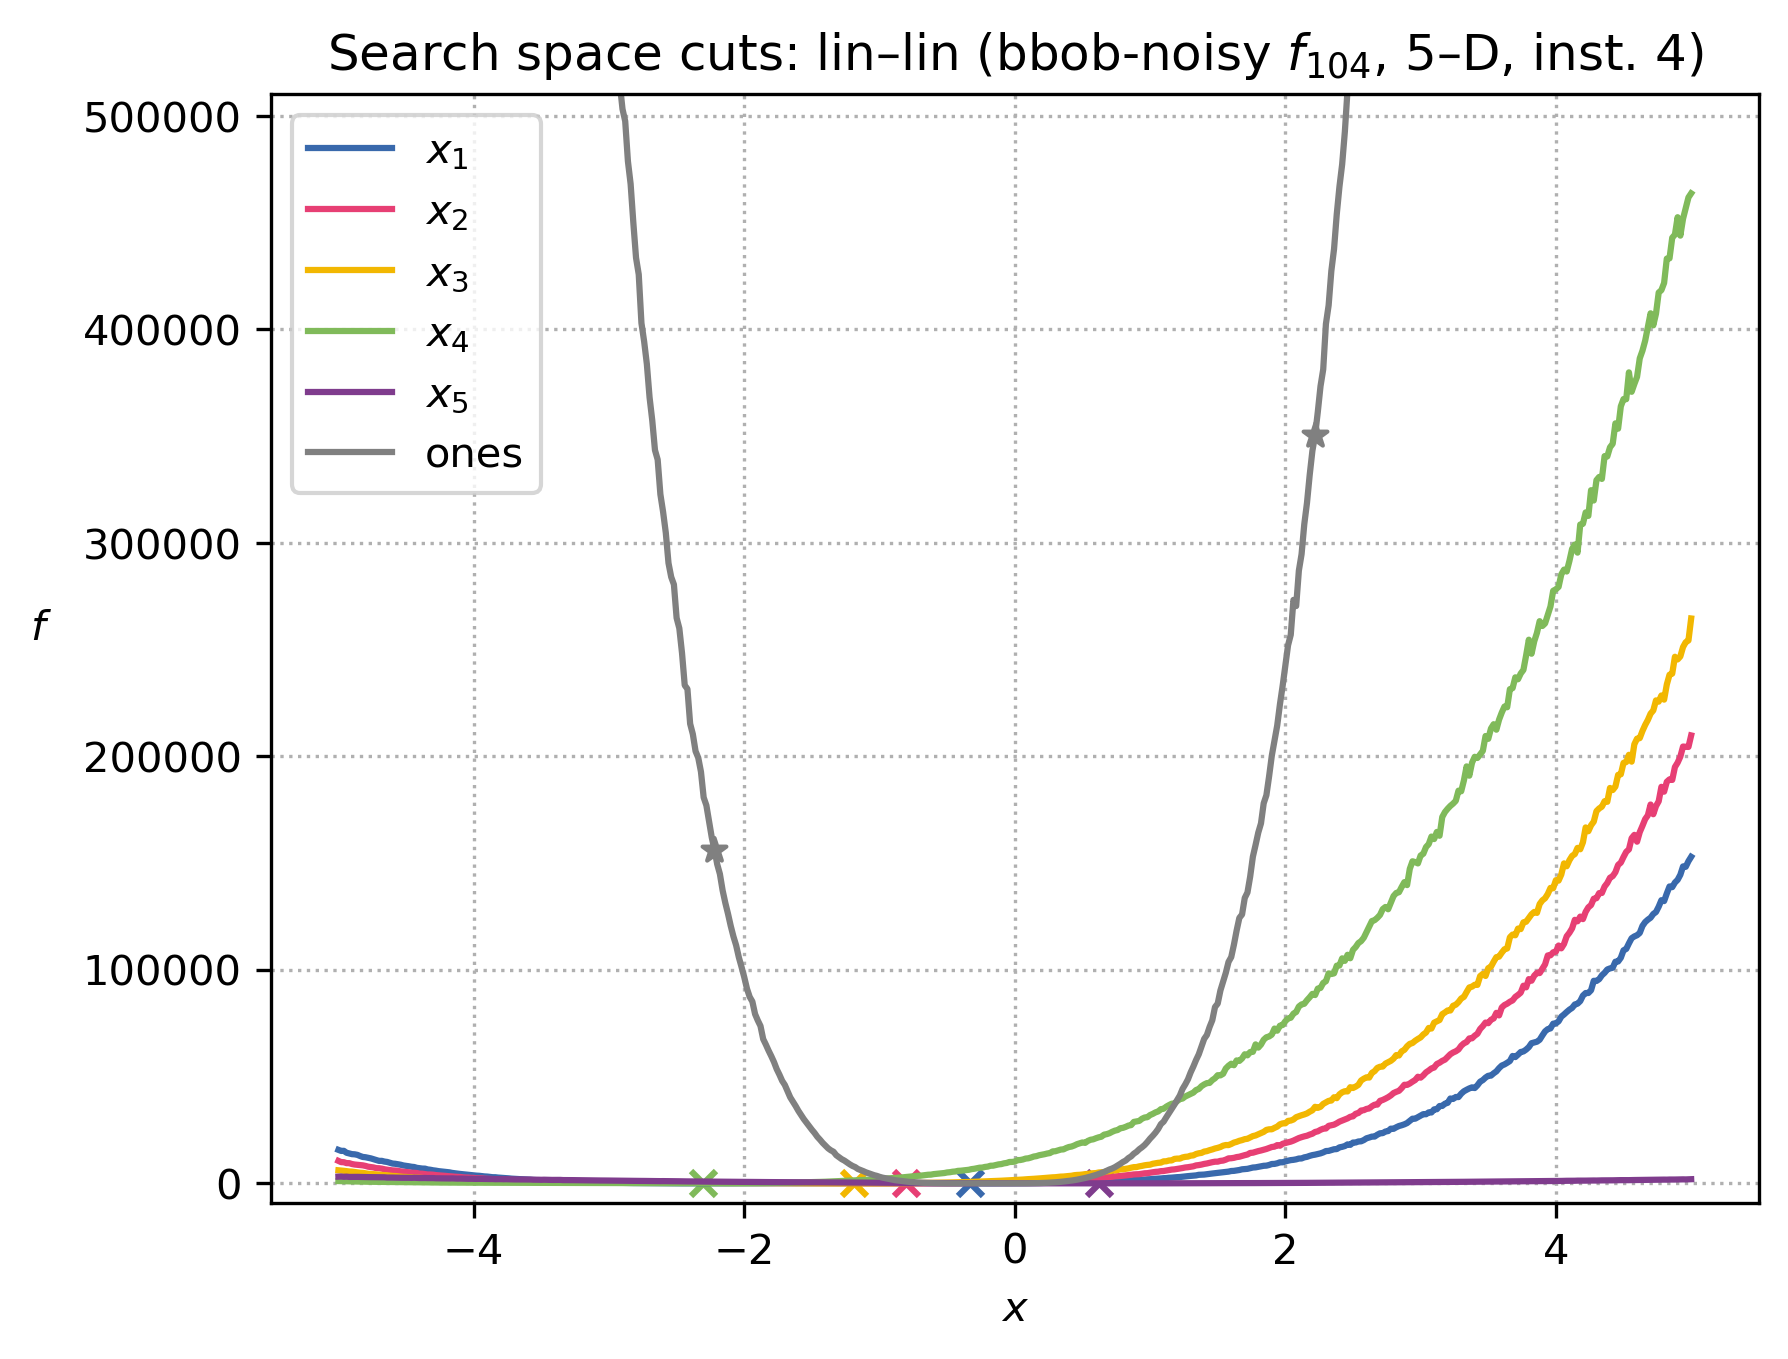 Search space cuts: lin–lin (bbob-noisy f₁₀₄, 5–D, inst. 4)
500000
400000
300000
200000
100000
0
f
x₁
x₂
x₃
x₄
x₅
ones
−4 −2 0 2 4
x